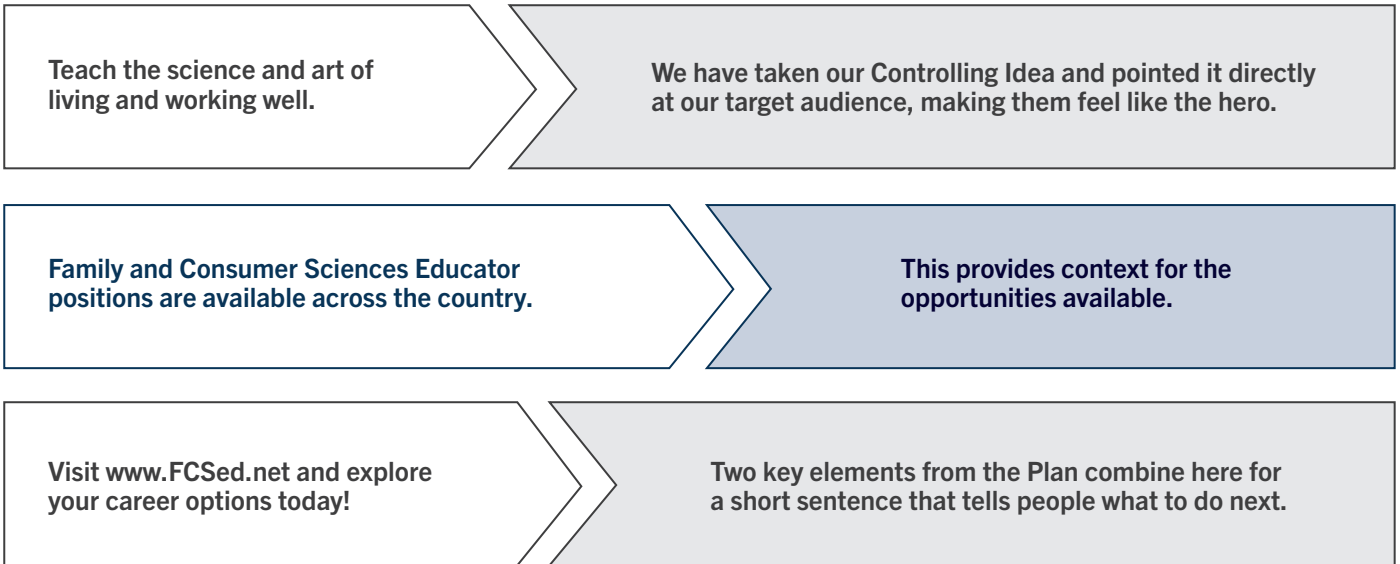 Teach the science and art of
living and working well.
We have taken our Controlling Idea and pointed it directly
at our target audience, making them feel like the hero.
Family and Consumer Sciences Educator
positions are available across the country.
This provides context for the
opportunities available.
Visit www.FCSed.net and explore
your career options today!
Two key elements from the Plan combine here for
a short sentence that tells people what to do next.